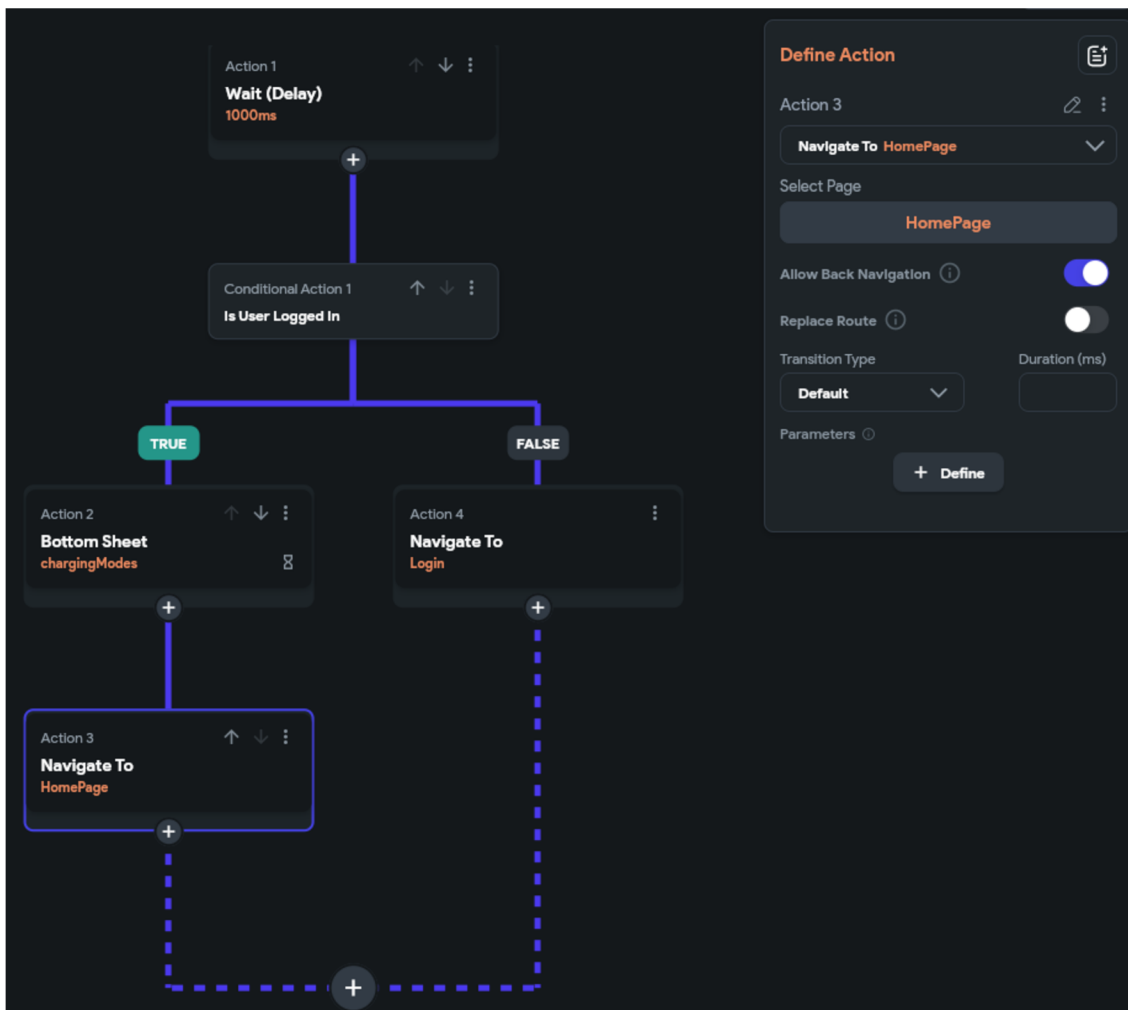 Action 1
Wait (Delay)
1000ms
Conditional Action 1
Is User Logged In
TRUE
FALSE
Action 2
Bottom Sheet
chargingModes
Action 4
Navigate To
Login
Action 3
Navigate To
HomePage
Define Action
Action 3
Navigate To HomePage
Select Page
HomePage
Allow Back Navigation
Replace Route
Transition Type Duration (ms)
Default
Parameters
+ Define